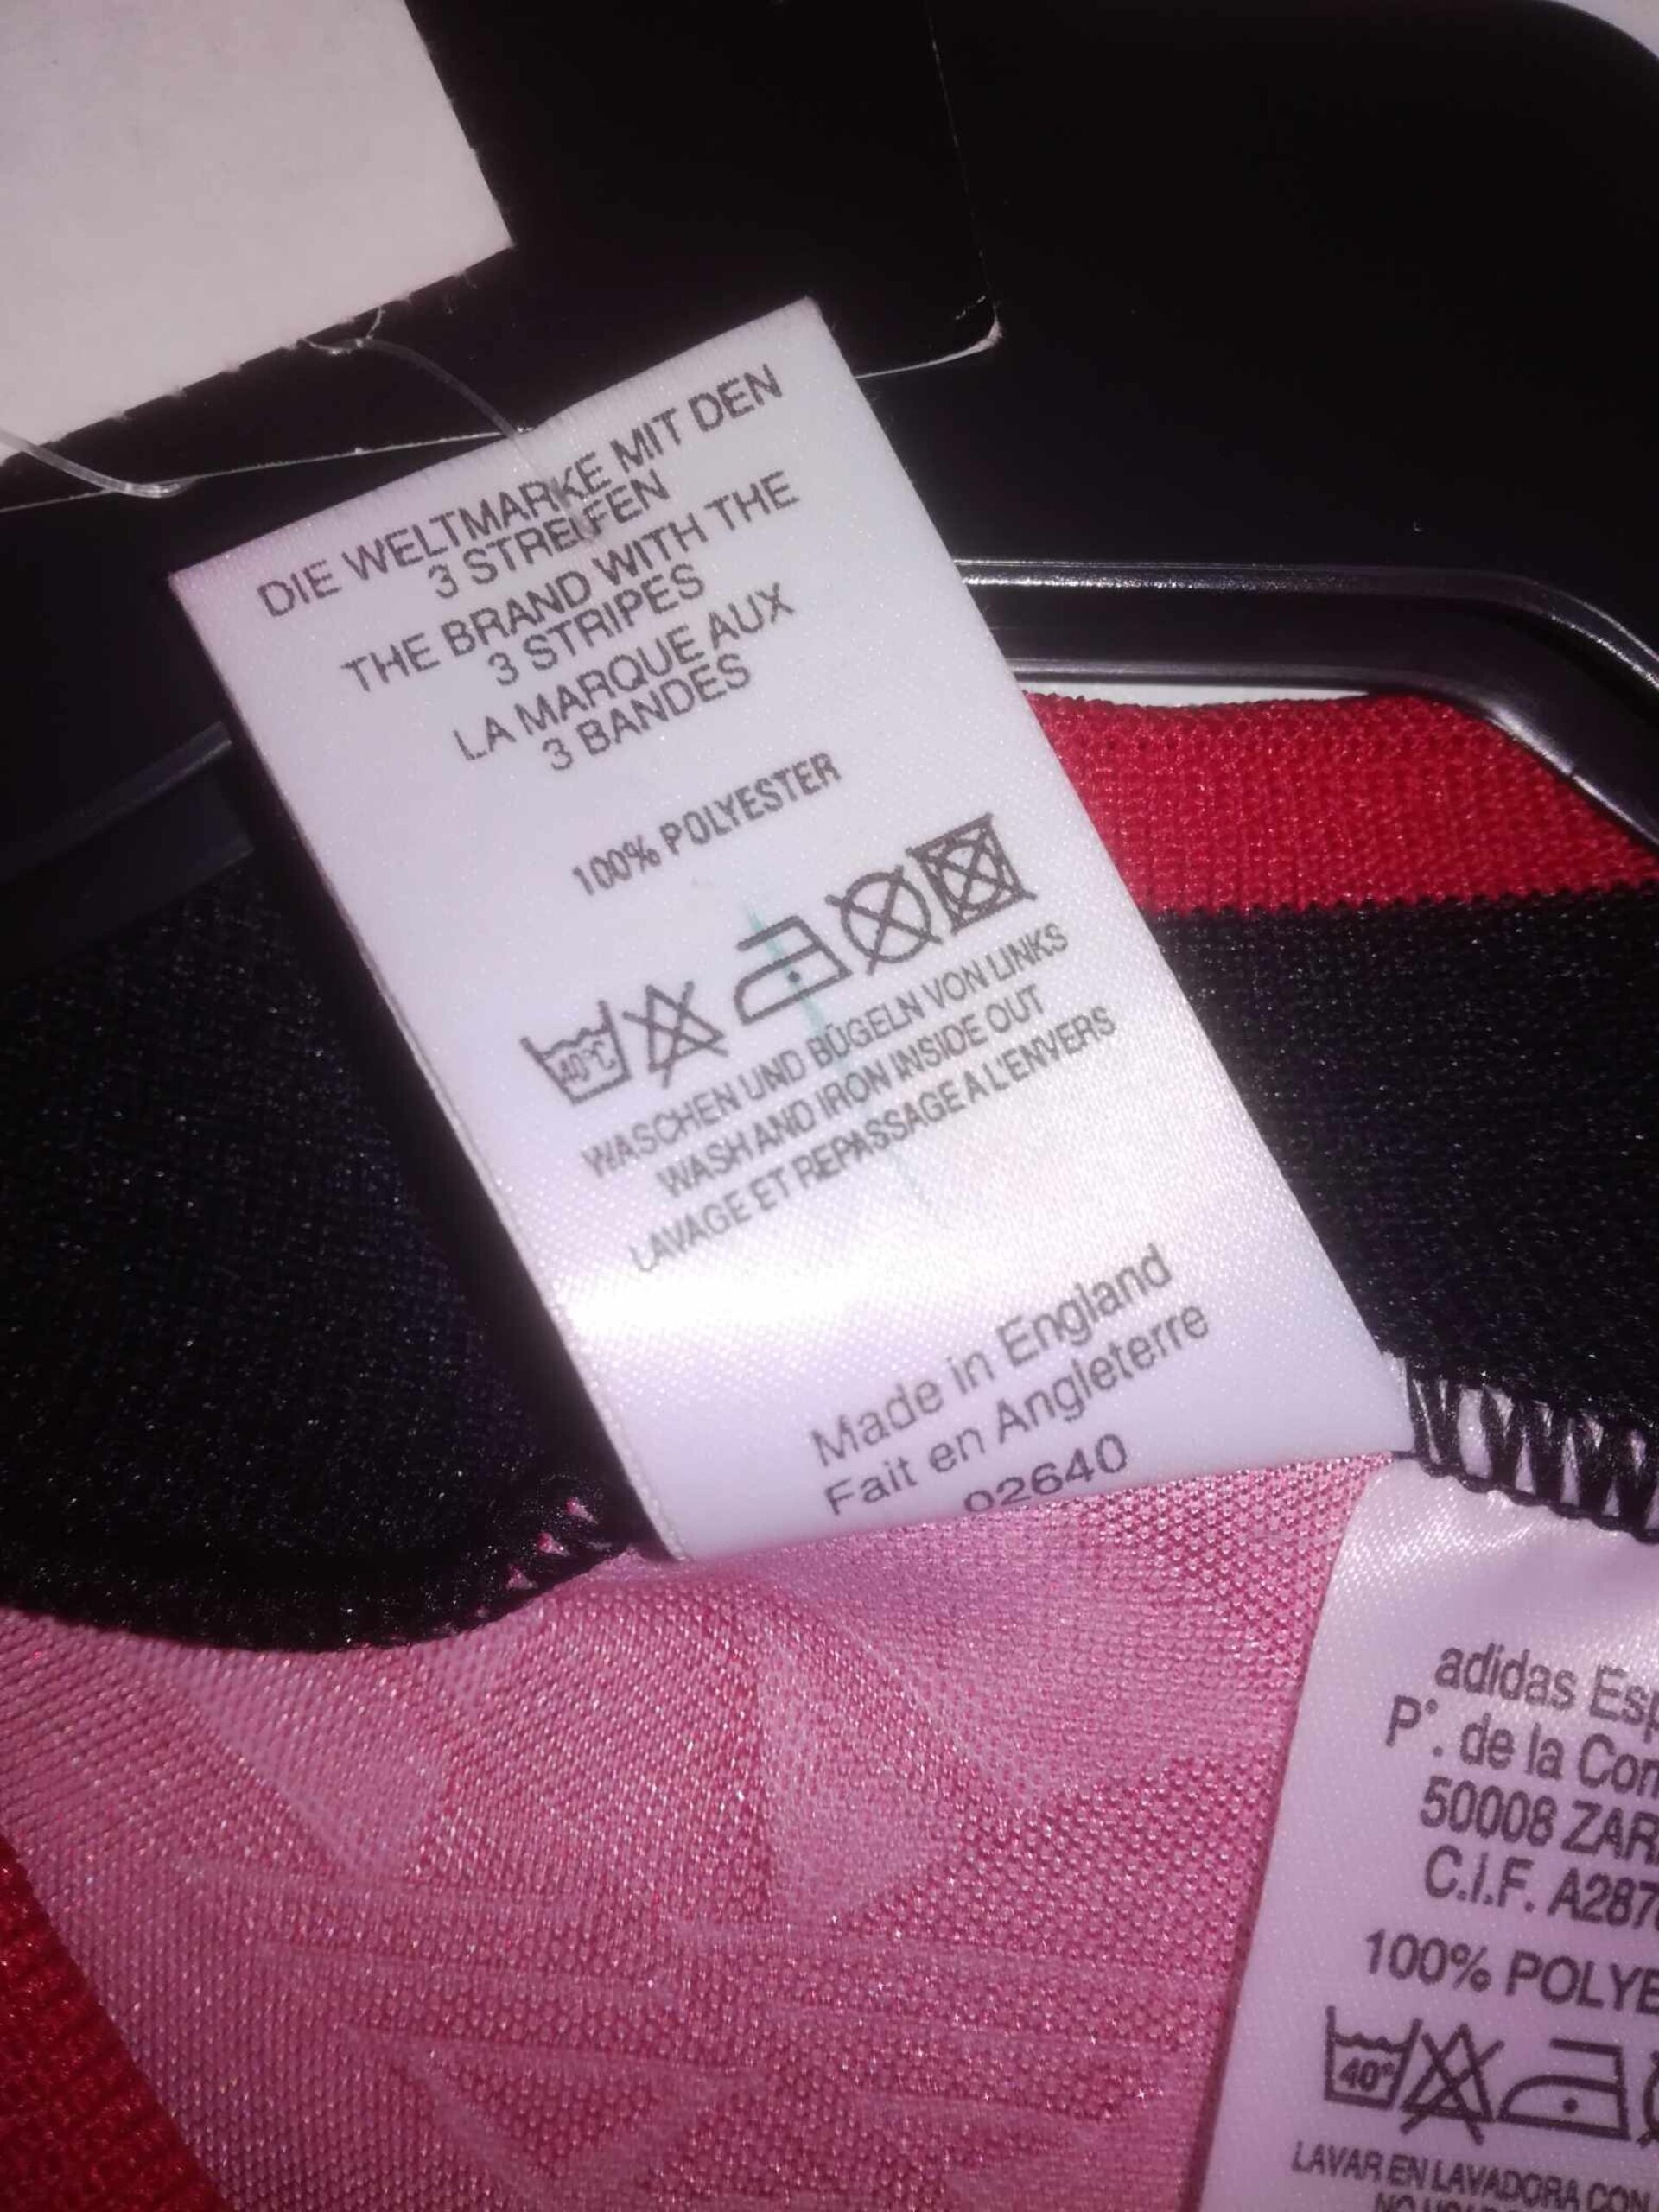 DIE WELTMARKE MIT DEN
3 STREIFEN
THE BRAND WITH THE
3 STRIPES
LA MARQUE AUX
3 BANDES
100% POLYESTER
40°C
WASCHEN UND BÜGELN VON LINKS
WASH AND IRON INSIDE OUT
LAVAGE ET REPASSAGE A L'ENVERS
Made in England
Fait en Angleterre
02640
adidas Esp
P°. de la Con
50008 ZAR
C.I.F. A287
100% POLYE
40°
LAVAR EN LAVADORA CON